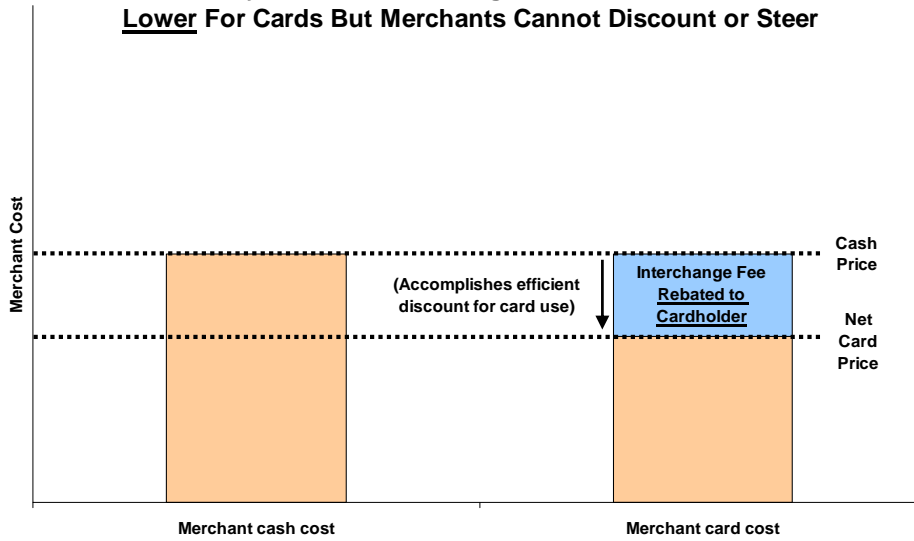 Lower For Cards But Merchants Cannot Discount or Steer
Merchant Cost
Cash
Price
(Accomplishes efficient
discount for card use)
Interchange Fee
Rebated to
Cardholder
Net
Card
Price
Merchant cash cost
Merchant card cost